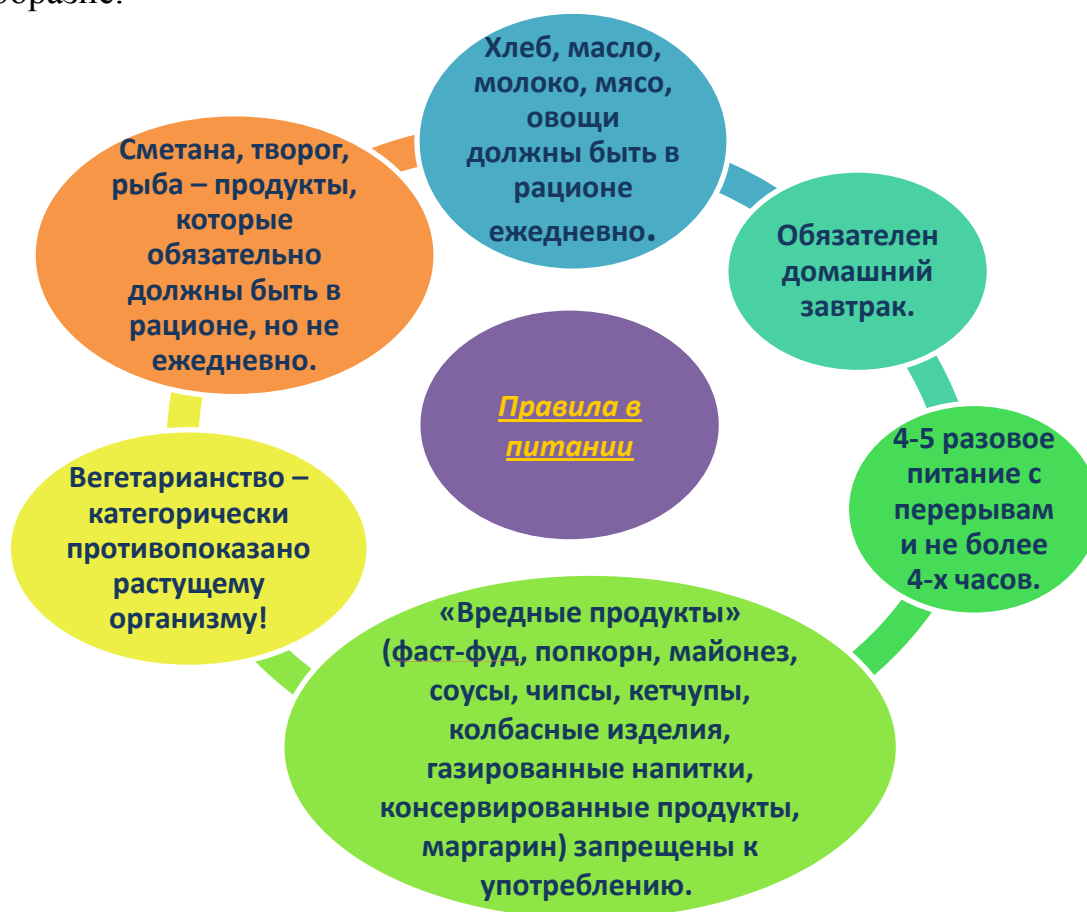 образие.
Хлеб, масло,
молоко, мясо,
овощи
должны быть в
рационе
ежедневно.
Обязателен
домашний
завтрак.
4-5 разовое
питание с
перерывам
и не более
4-х часов.
«Вредные продукты»
(фаст-фуд, попкорн, майонез,
соусы, чипсы, кетчупы,
колбасные изделия,
газированные напитки,
консервированные продукты,
маргарин) запрещены к
употреблению.
Вегетарианство –
категорически
противопоказано
растущему
организму!
Сметана, творог,
рыба – продукты,
которые
обязательно
должны быть в
рационе, но не
ежедневно.
Правила в
питании